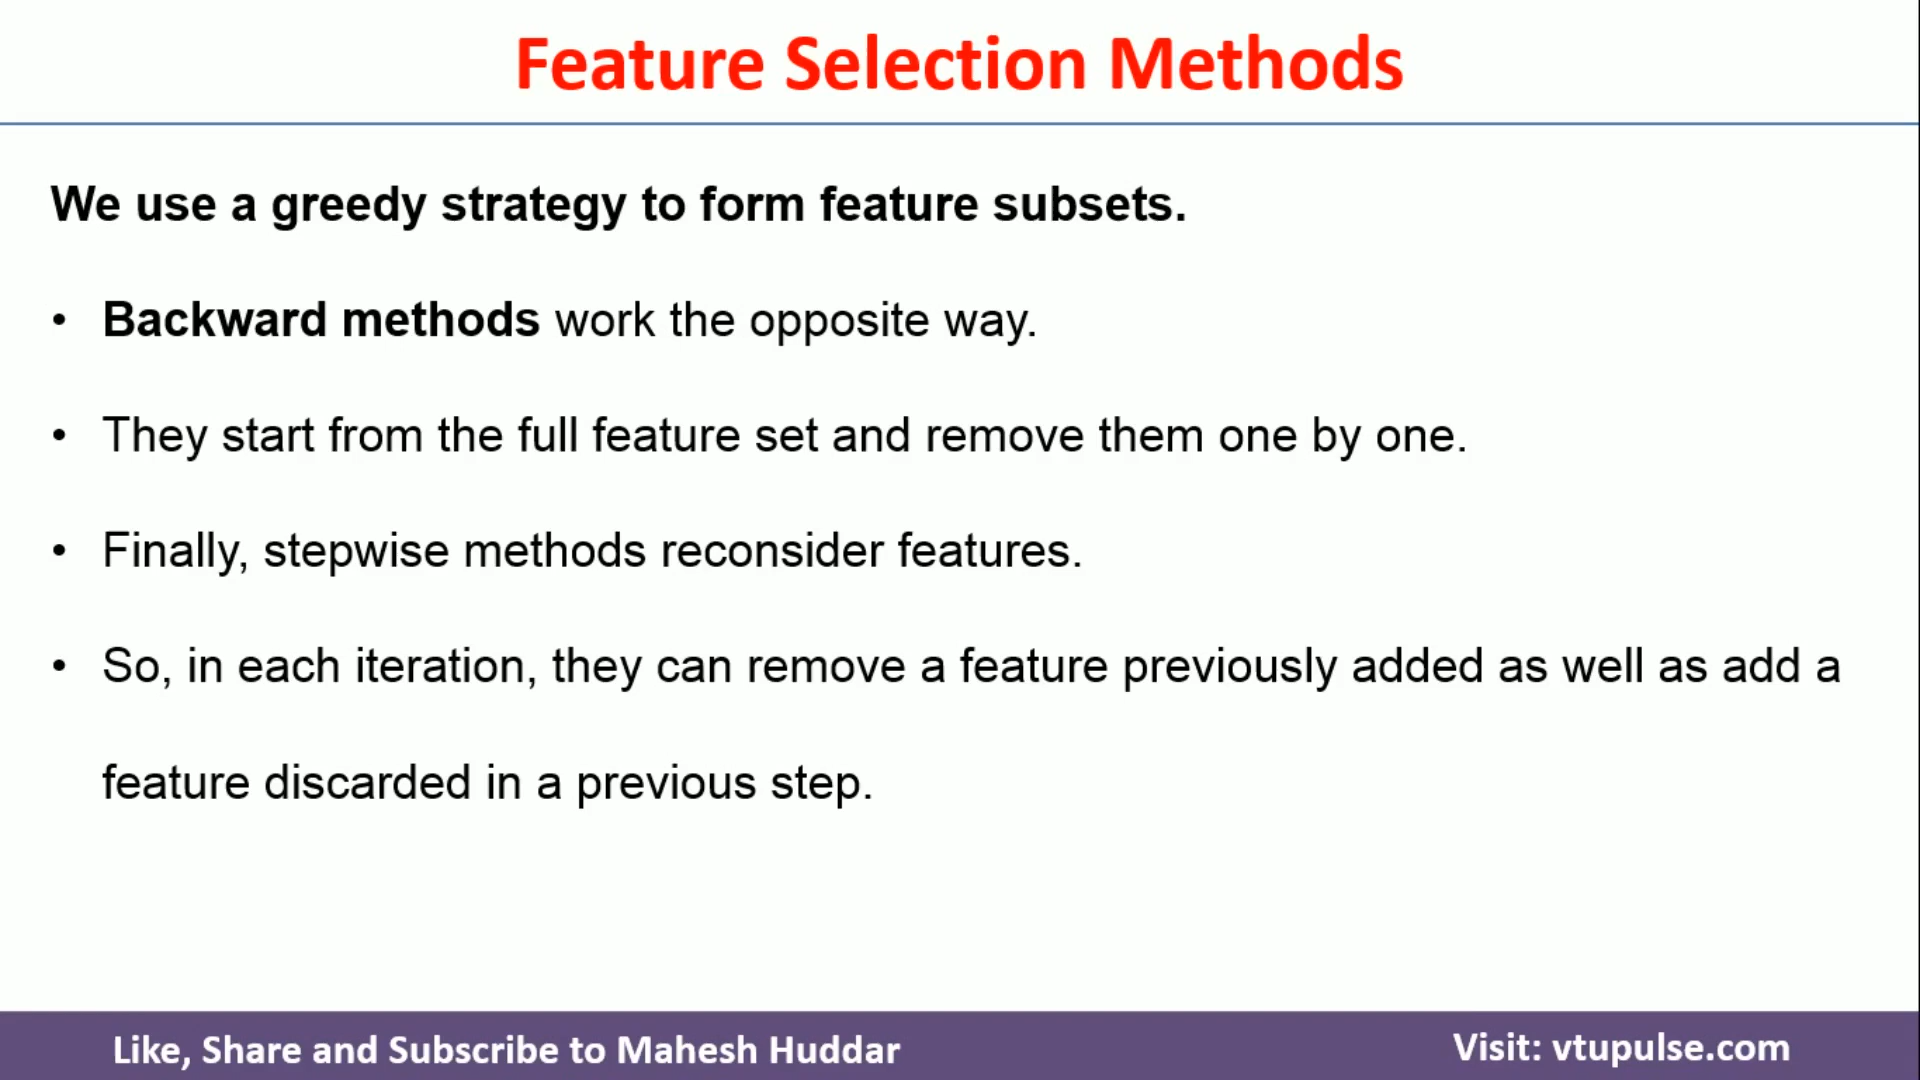 Feature Selection Methods
We use a greedy strategy to form feature subsets.
• Backward methods work the opposite way.
• They start from the full feature set and remove them one by one.
• Finally, stepwise methods reconsider features.
• So, in each iteration, they can remove a feature previously added as well as add a
feature discarded in a previous step.
Like, Share and Subscribe to Mahesh Huddar
Visit: vtupulse.com